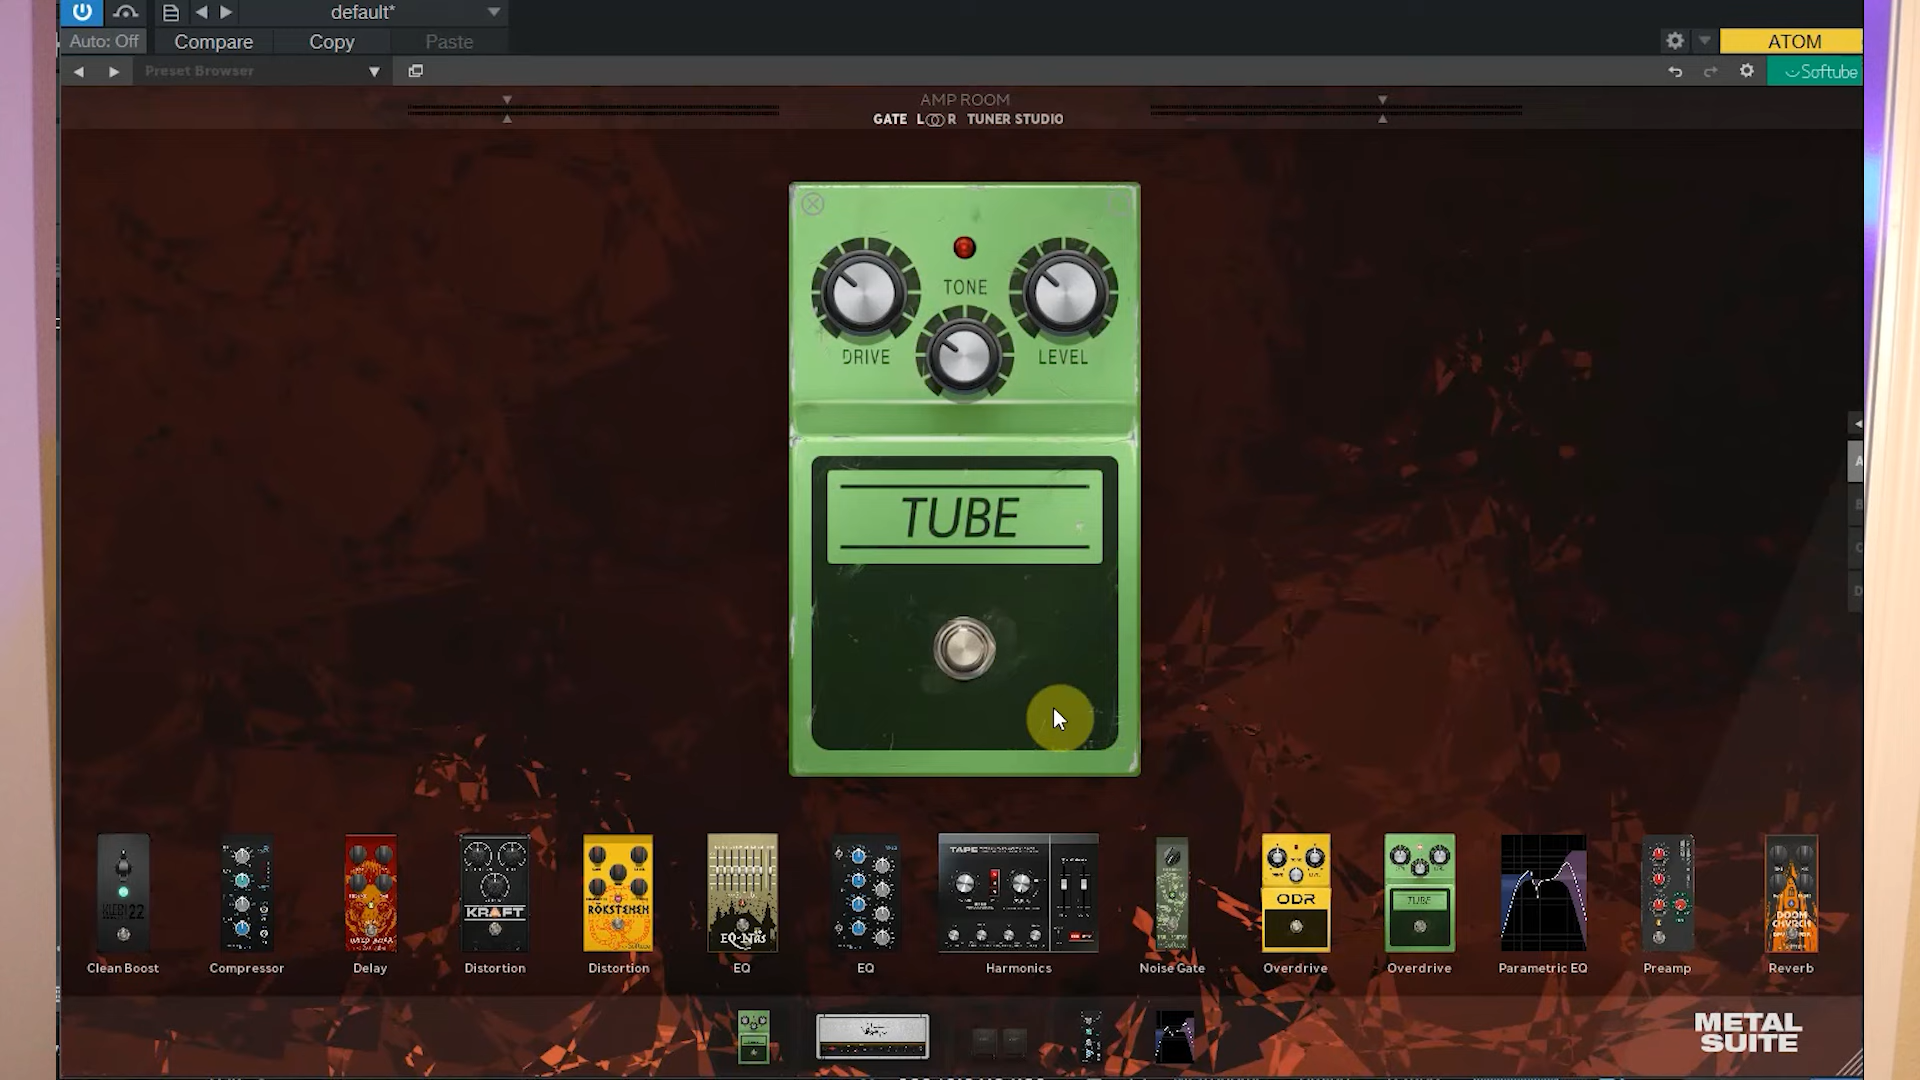 default*
Auto: Off
Compare
Copy
Paste
ATOM
Preset Browser
Softube
AMP ROOM
GATE L R TUNER STUDIO
TONE
DRIVE
LEVEL
TUBE
A
B
C
D
KRAFT
RÖKSTENEN
TAPE
ODR
TUBE
DOOM
CHURCH
Clean Boost
Compressor
Delay
Distortion
Distortion
EQ
EQ
Harmonics
Noise Gate
Overdrive
Overdrive
Parametric EQ
Preamp
Reverb
METAL
SUITE